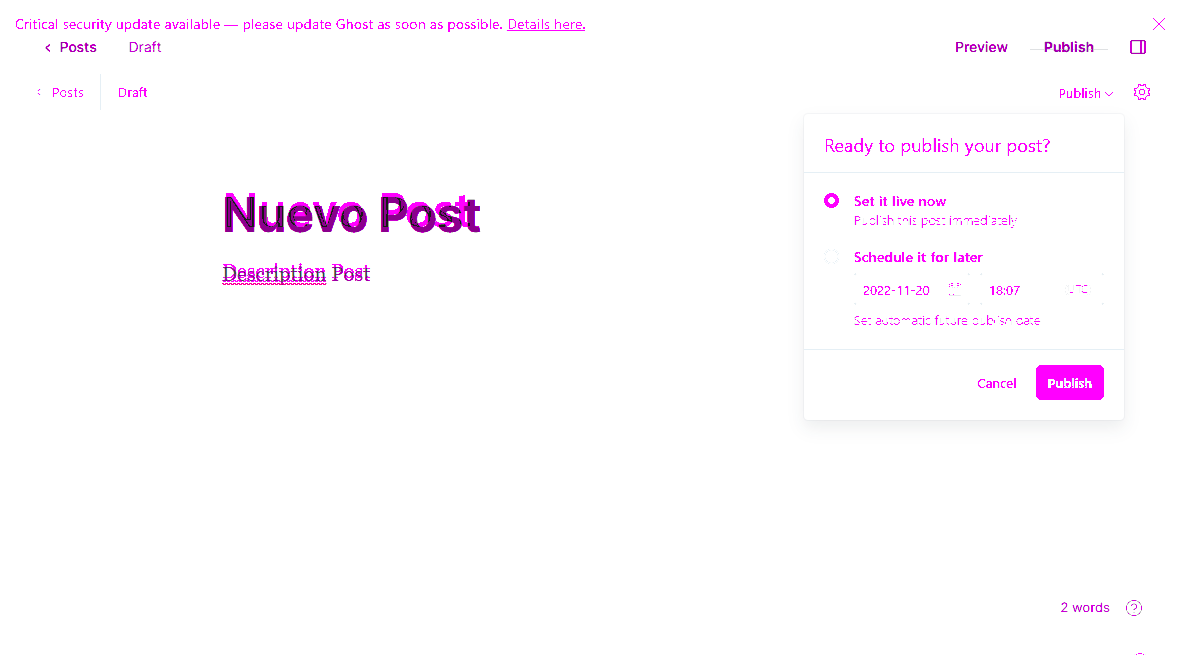 Critical security update available — please update Ghost as soon as possible. Details here.
Posts Draft Preview Publish
Posts Draft Publish
Ready to publish your post?
Nuevo Post
Set it live now
Publish this post immediately
Schedule it for later
Description Post
2022-11-20 18:07 UTC
Set automatic future publish date
Cancel Publish
2 words